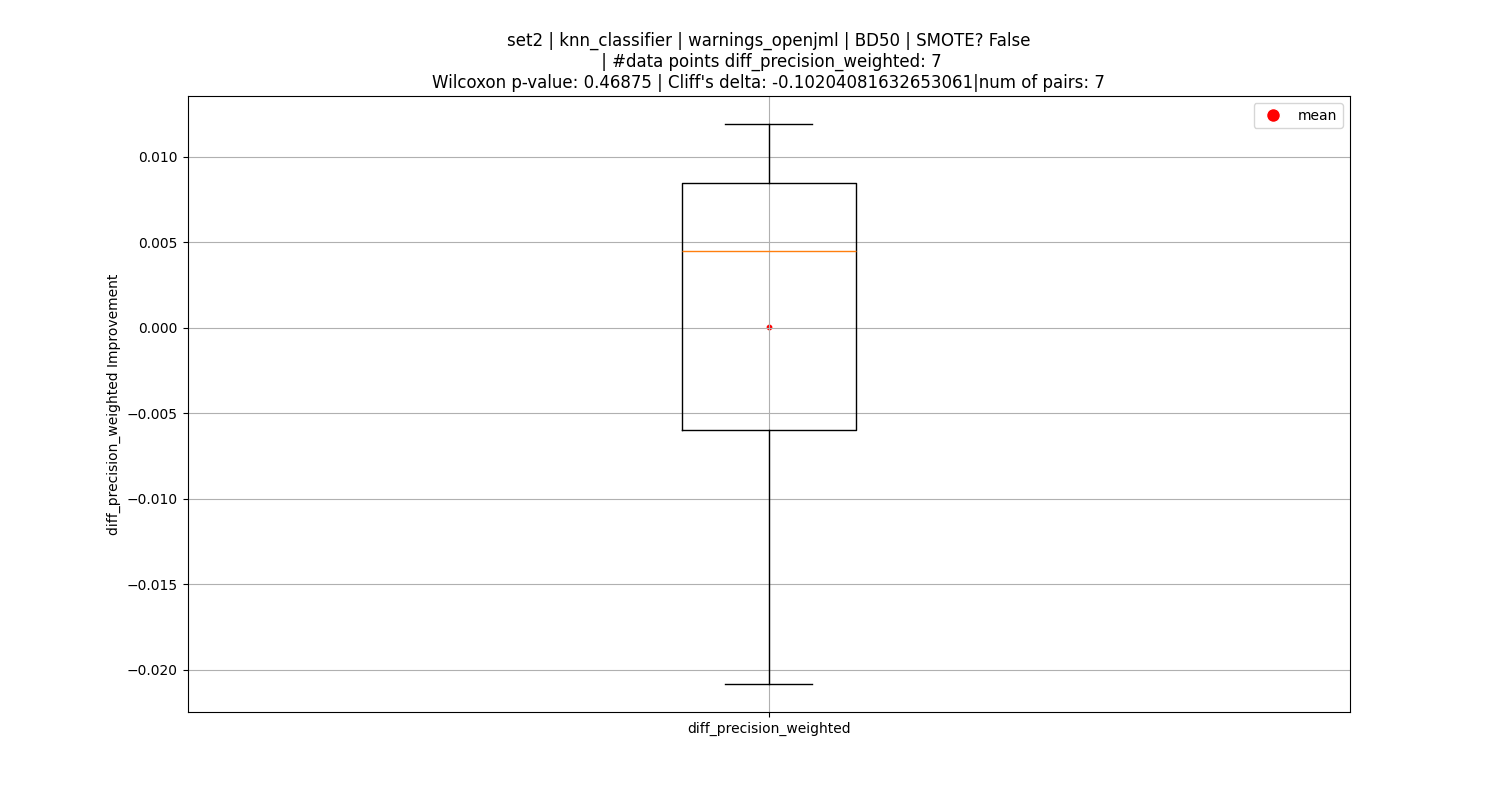 set2 | knn_classifier | warnings_openjml | BD50 | SMOTE? False
| #data points diff_precision_weighted: 7
Wilcoxon p-value: 0.46875 | Cliff's delta: -0.10204081632653061|num of pairs: 7
mean
0.010
0.005
0.000
−0.005
−0.010
−0.015
−0.020
diff_precision_weighted Improvement
diff_precision_weighted